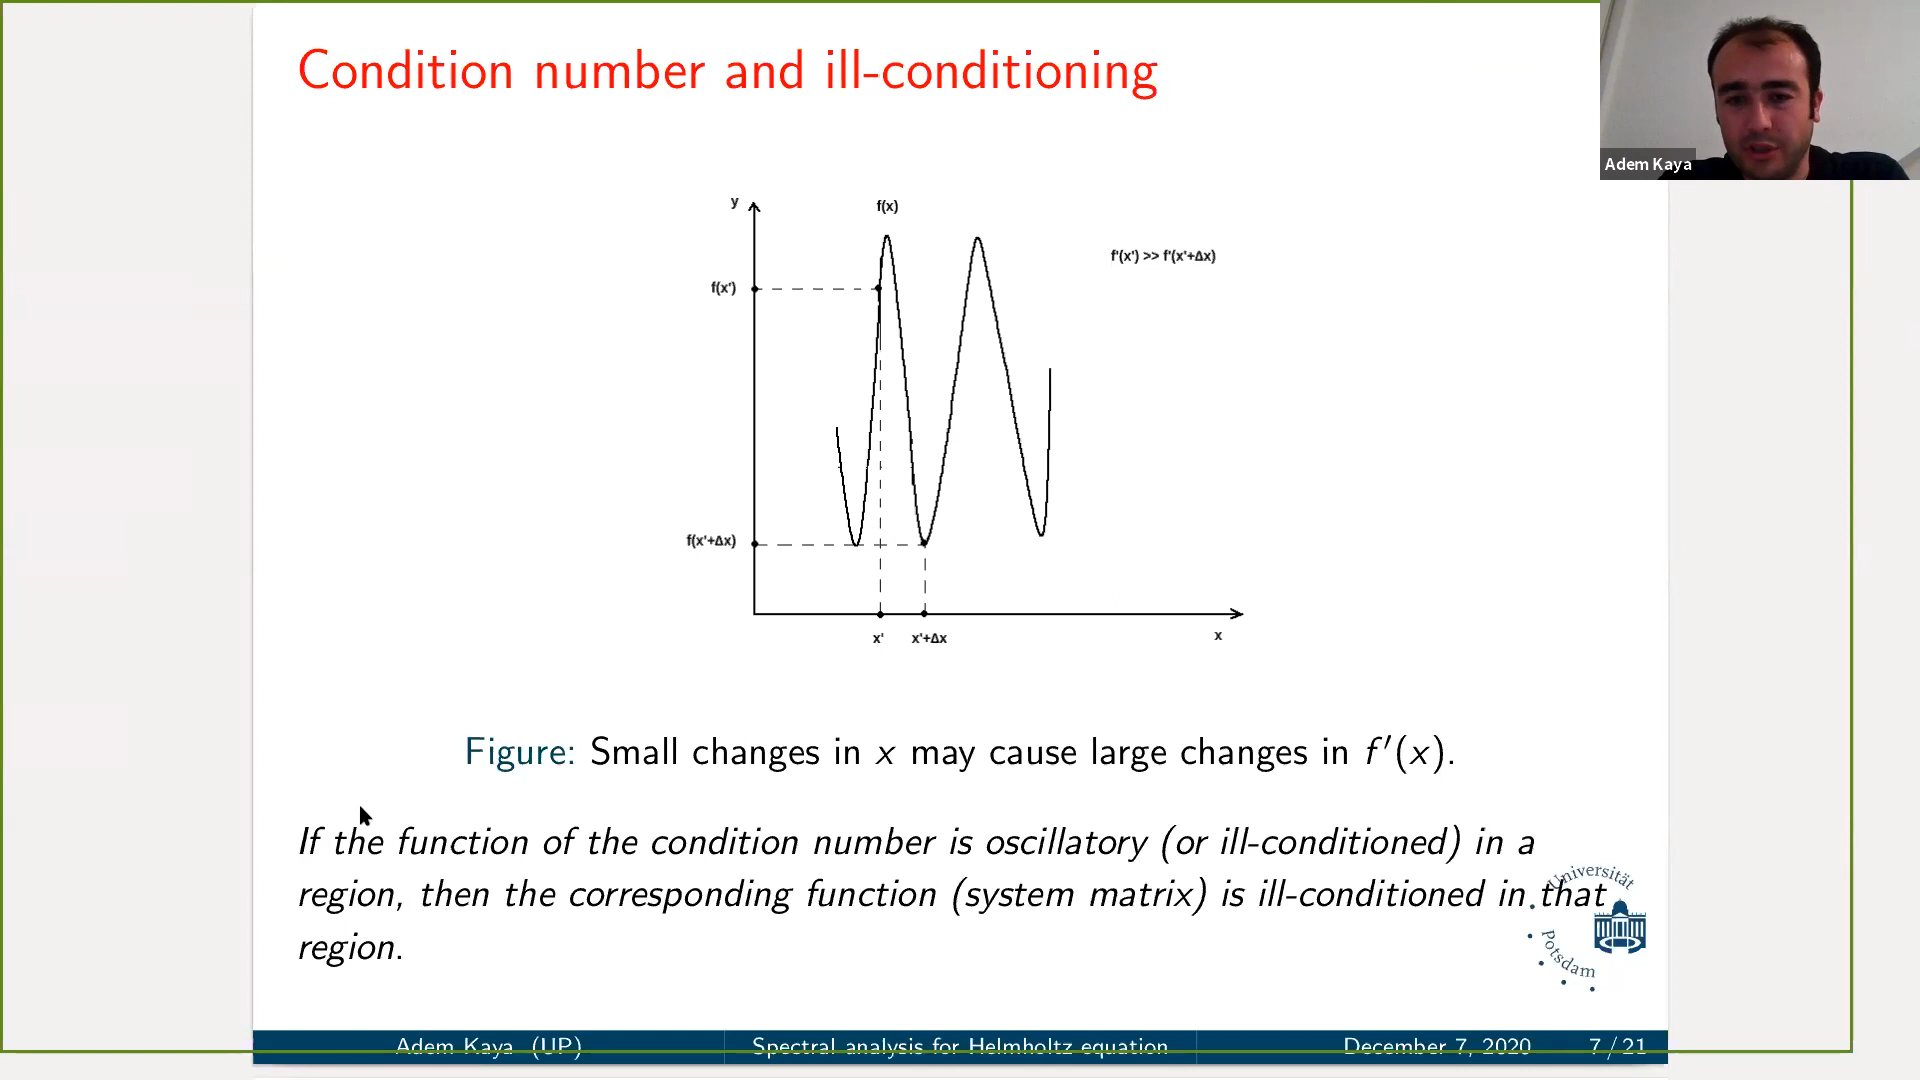 Condition number and ill-conditioning
Adem Kaya
y
f(x)
f'(x') >> f'(x'+Δx)
f(x')
f(x'+Δx)
x'
x'+Δx
x
Figure: Small changes in x may cause large changes in f′(x).
If the function of the condition number is oscillatory (or ill-conditioned) in a
region, then the corresponding function (system matrix) is ill-conditioned in that
region.
Universität
Potsdam
Adem Kaya (UP)
Spectral analysis for Helmholtz equation
December 7, 2020
7 / 21